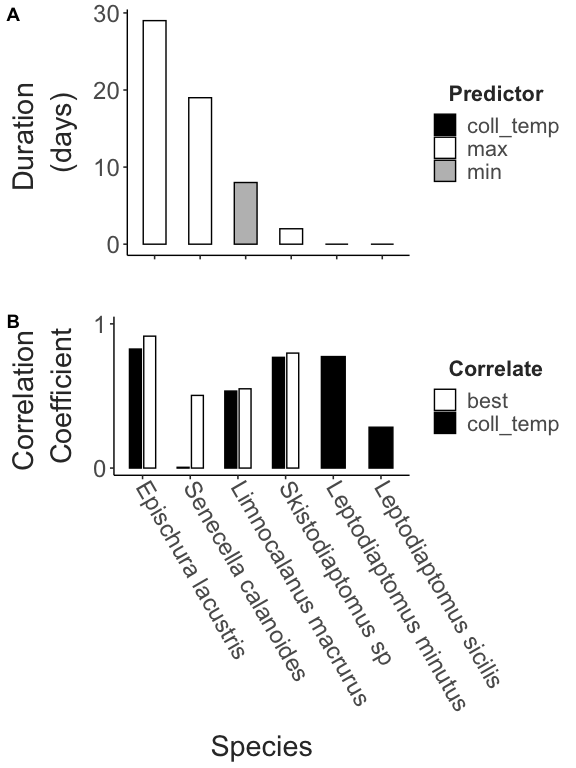 A
30
20
10
0
Duration
(days)
Predictor
coll_temp
max
min
B
1
0
Correlation
Coefficient
Correlate
best
coll_temp
Epischura lacustris
Senecella calanoides
Limnocalanus macrurus
Skistodiaptomus sp
Leptodiaptomus minutus
Leptodiaptomus sicilis
Species